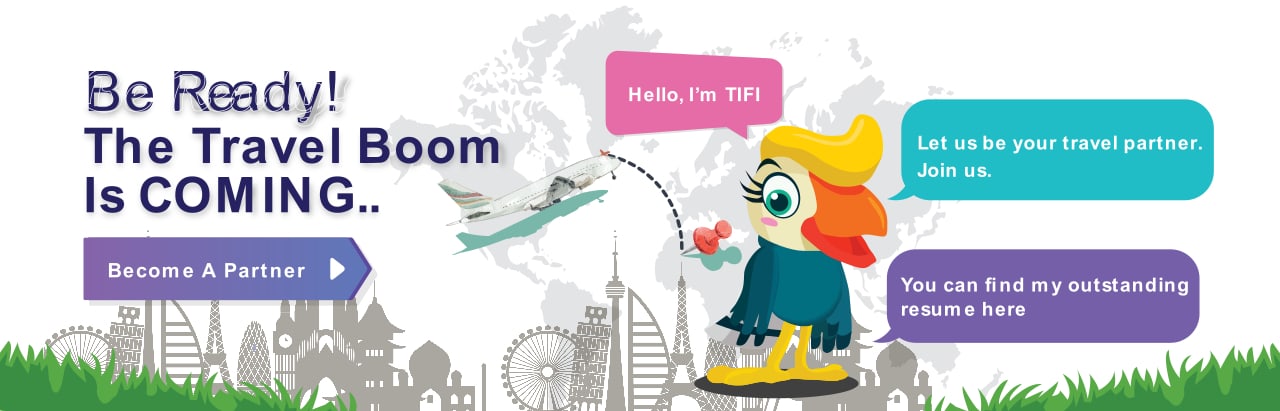 Be Ready!
The Travel Boom
Is COMING..
Become A Partner
Hello, I'm TIFI
Let us be your travel partner.
Join us.
You can find my outstanding
resume here